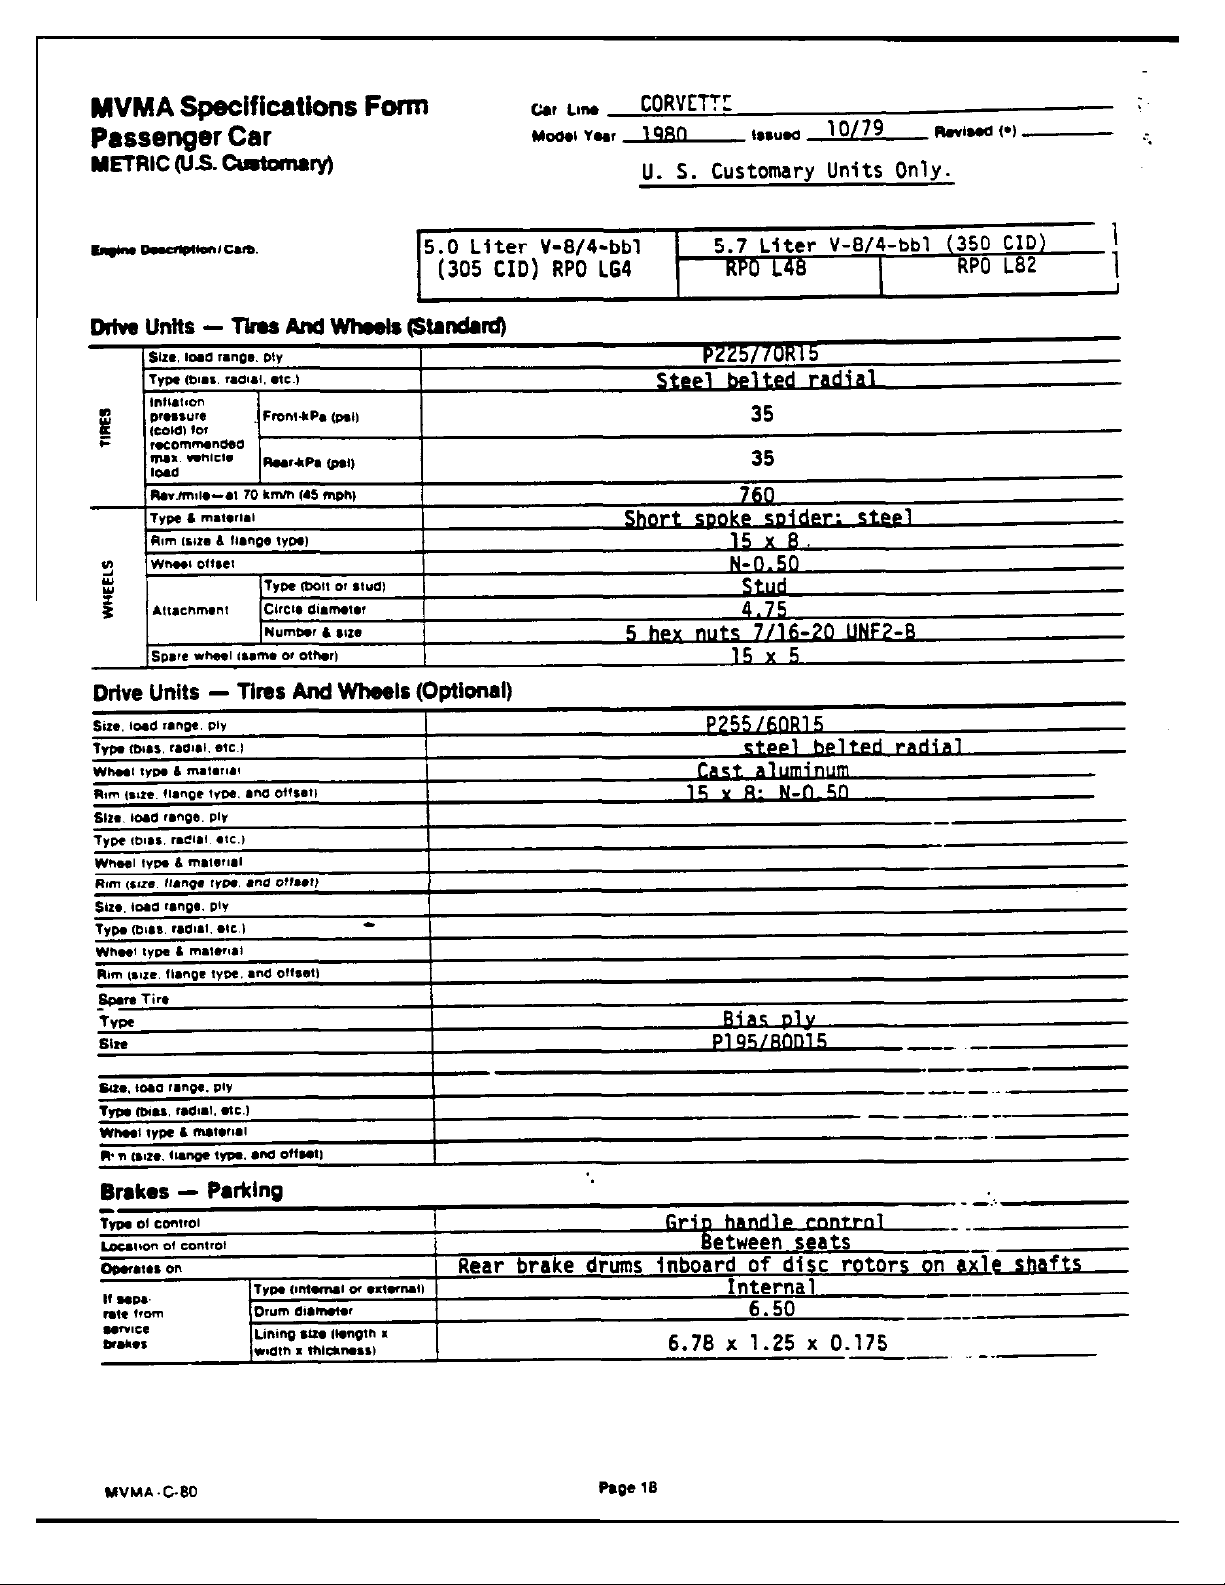 MVMA Specifications Form
Passenger Car
METRIC (U.S. Customary)
Car Line CORVETTE
Model Year 1980 Issued 10/79 Revised (•)
U. S. Customary Units Only.
Engine Description/Carb.
5.0 Liter V-8/4-bbl
(305 CID) RPO LG4
5.7 Liter V-8/4-bbl (350 CID)
RPO L48 RPO L82
Drive Units — Tires And Wheels (Standard)
TIRES
Size, load range, ply P225/70R15
Type (bias, radial, etc.) Steel belted radial
Inflation pressure (cold) for recommended max. vehicle load
Front-kPa (psi) 35
Rear-kPa (psi) 35
Rev./mile—at 70 km/h (45 mph) 760
WHEELS
Type & material Short spoke spider: steel
Rim (size & flange type) 15 x 8
Wheel offset N-0.50
Attachment
Type (bolt or stud) Stud
Circle diameter 4.75
Number & size 5 hex nuts 7/16-20 UNF2-B
Spare wheel (same or other) 15 x 5
Drive Units — Tires And Wheels (Optional)
Size, load range, ply P255/60R15
Type (bias, radial, etc.) steel belted radial
Wheel type & material Cast aluminum
Rim (size, flange type, and offset) 15 x 8: N-0.50
Size, load range, ply
Type (bias, radial, etc.)
Wheel type & material
Rim (size, flange type, and offset)
Size, load range, ply
Type (bias, radial, etc.)
Wheel type & material
Rim (size, flange type, and offset)
Spare Tire
Type Bias ply
Size P195/80D15
Size, load range, ply
Type (bias, radial, etc.)
Wheel type & material
Rim (size, flange type, and offset)
Brakes — Parking
Type of control Grip handle control
Location of control Between seats
Operates on Rear brake drums inboard of disc rotors on axle shafts
If sepa-
rate from
service
brakes
Type (internal or external) Internal
Drum diameter 6.50
Lining size (length x
width x thickness) 6.78 x 1.25 x 0.175
MVMA-C-80 Page 18